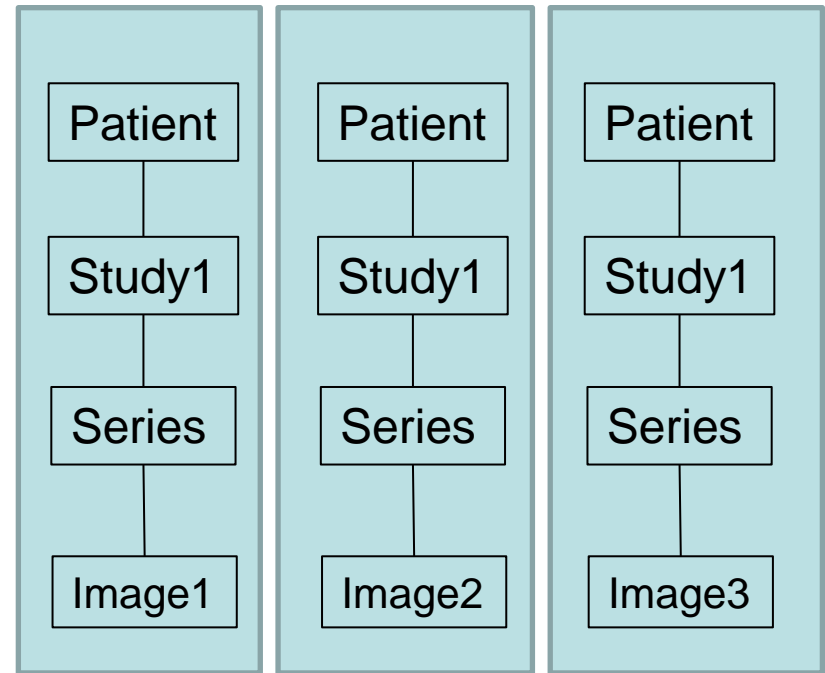 Patient Patient Patient
Study1 Study1 Study1
Series Series Series
Image1 Image2 Image3